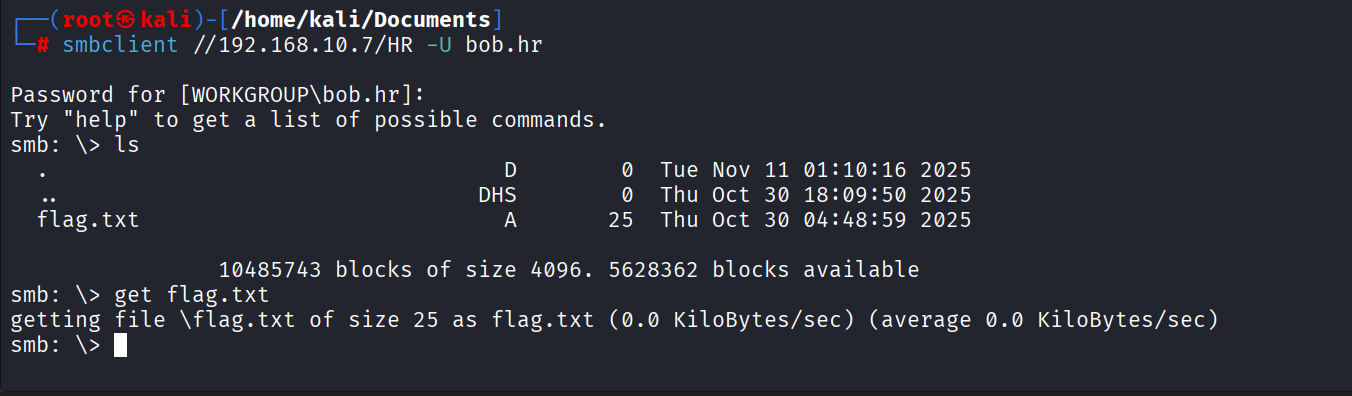 ┌──(root㉿kali)-[/home/kali/Documents]
└─# smbclient //192.168.10.7/HR -U bob.hr
Password for [WORKGROUP\bob.hr]:
Try "help" to get a list of possible commands.
smb: \> ls
  .                                   D        0  Tue Nov 11 01:10:16 2025
  ..                                DHS        0  Thu Oct 30 18:09:50 2025
  flag.txt                            A       25  Thu Oct 30 04:48:59 2025
                10485743 blocks of size 4096. 5628362 blocks available
smb: \> get flag.txt
getting file \flag.txt of size 25 as flag.txt (0.0 KiloBytes/sec) (average 0.0 KiloBytes/sec)
smb: \>